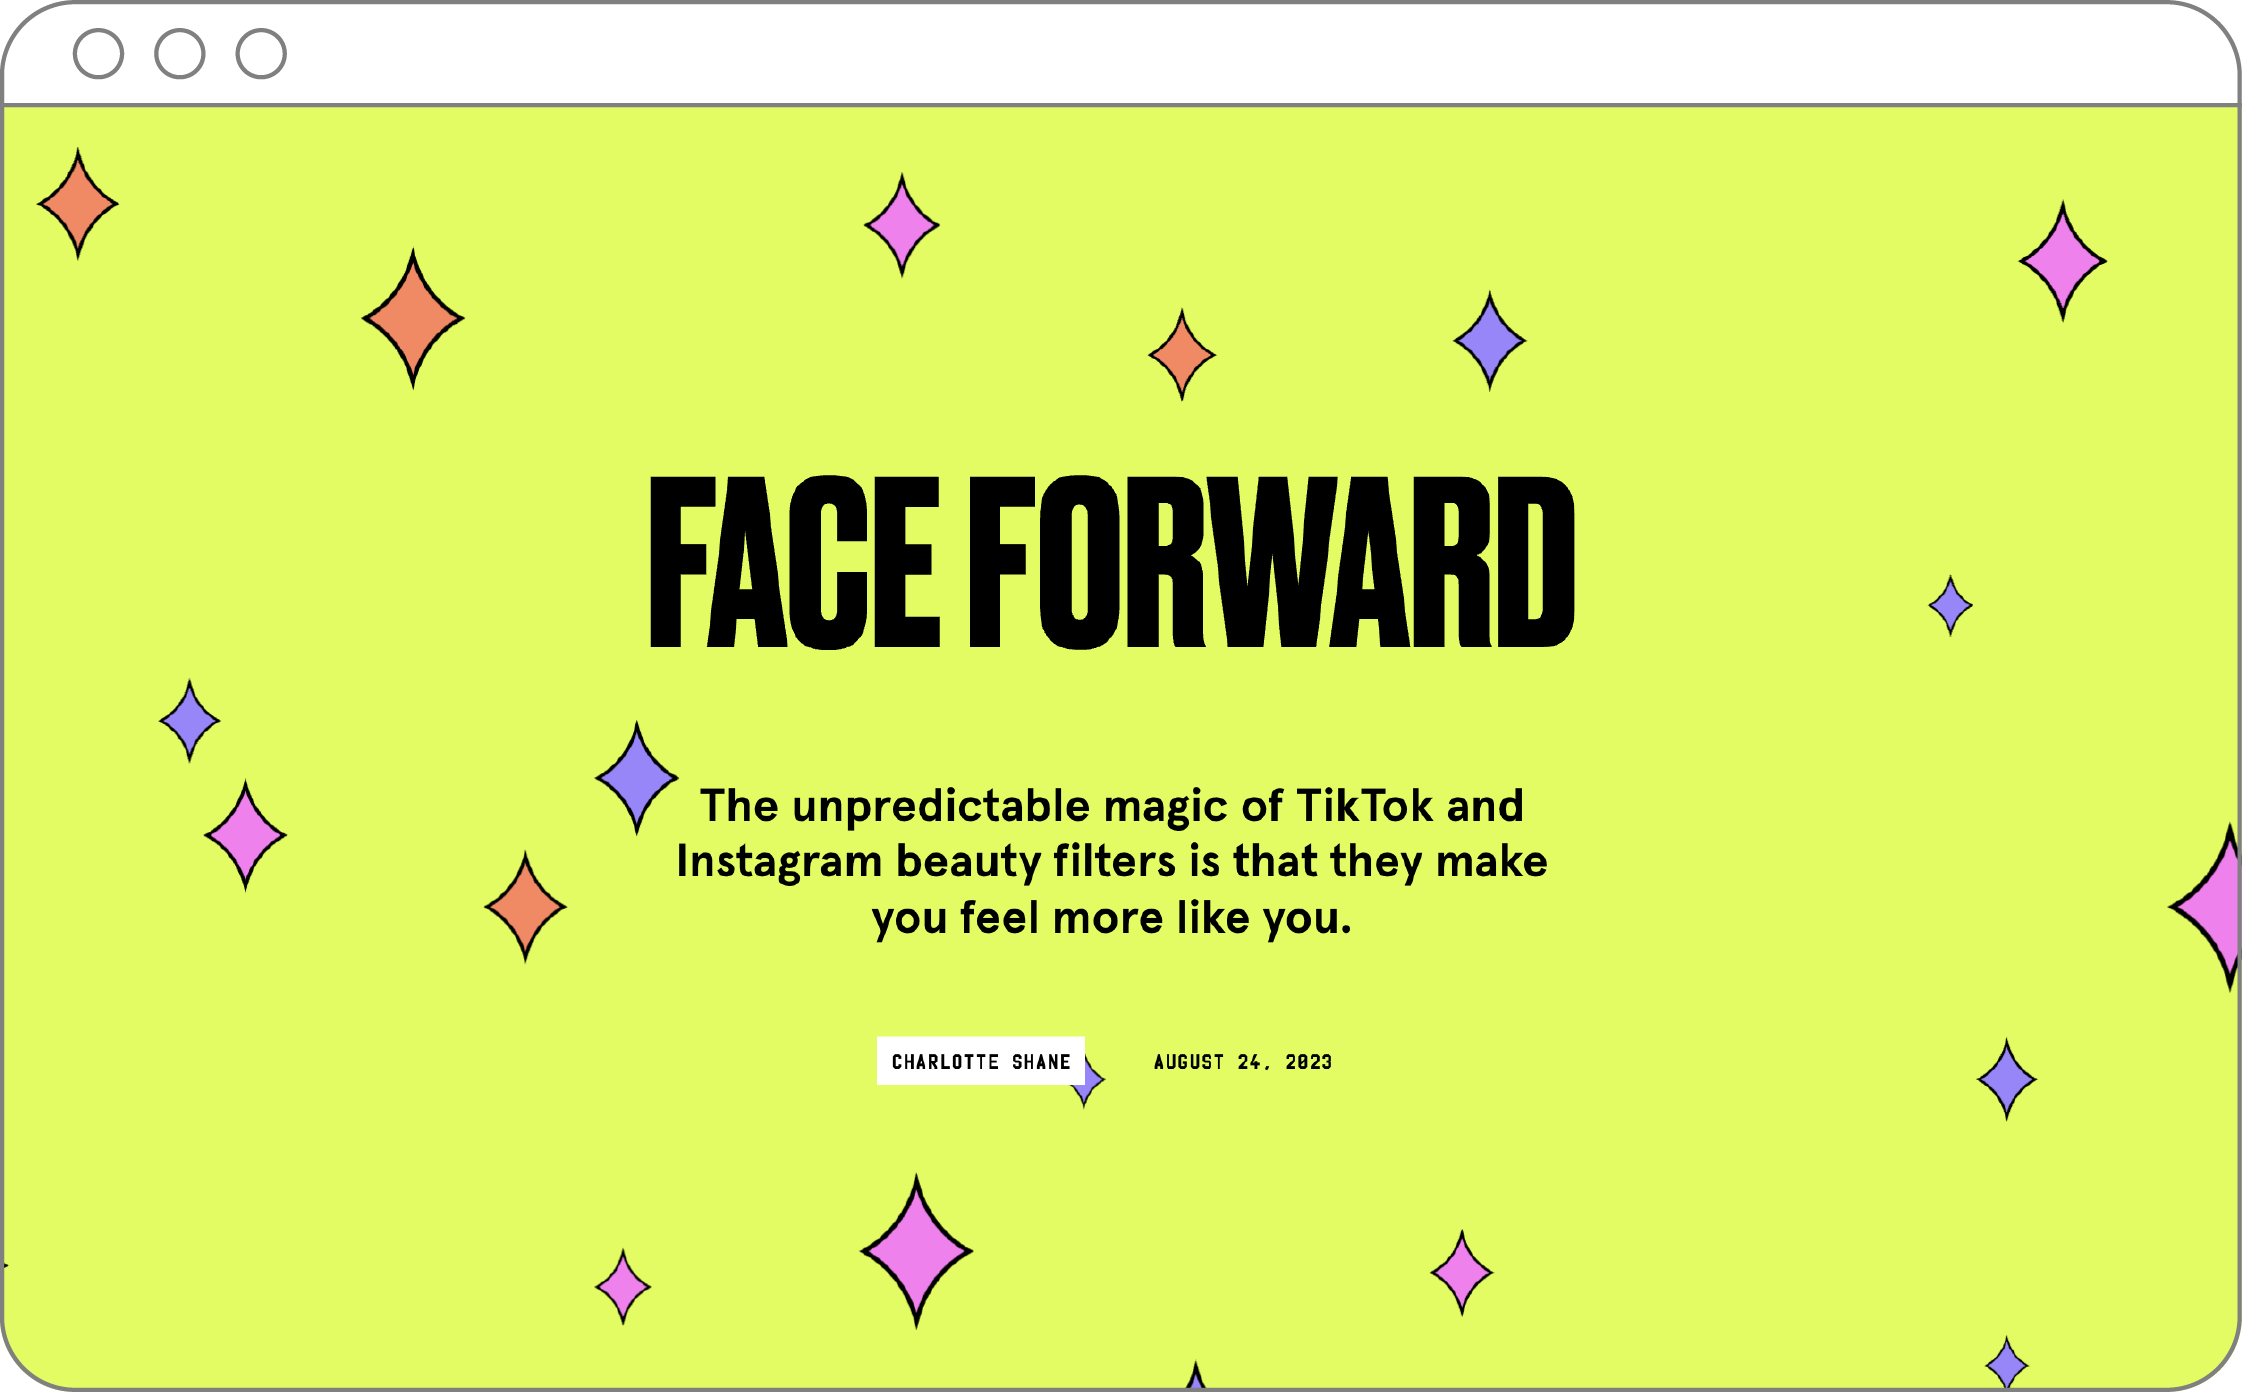 FACE FORWARD
The unpredictable magic of TikTok and
Instagram beauty filters is that they make
you feel more like you.
CHARLOTTE SHANE AUGUST 24, 2023